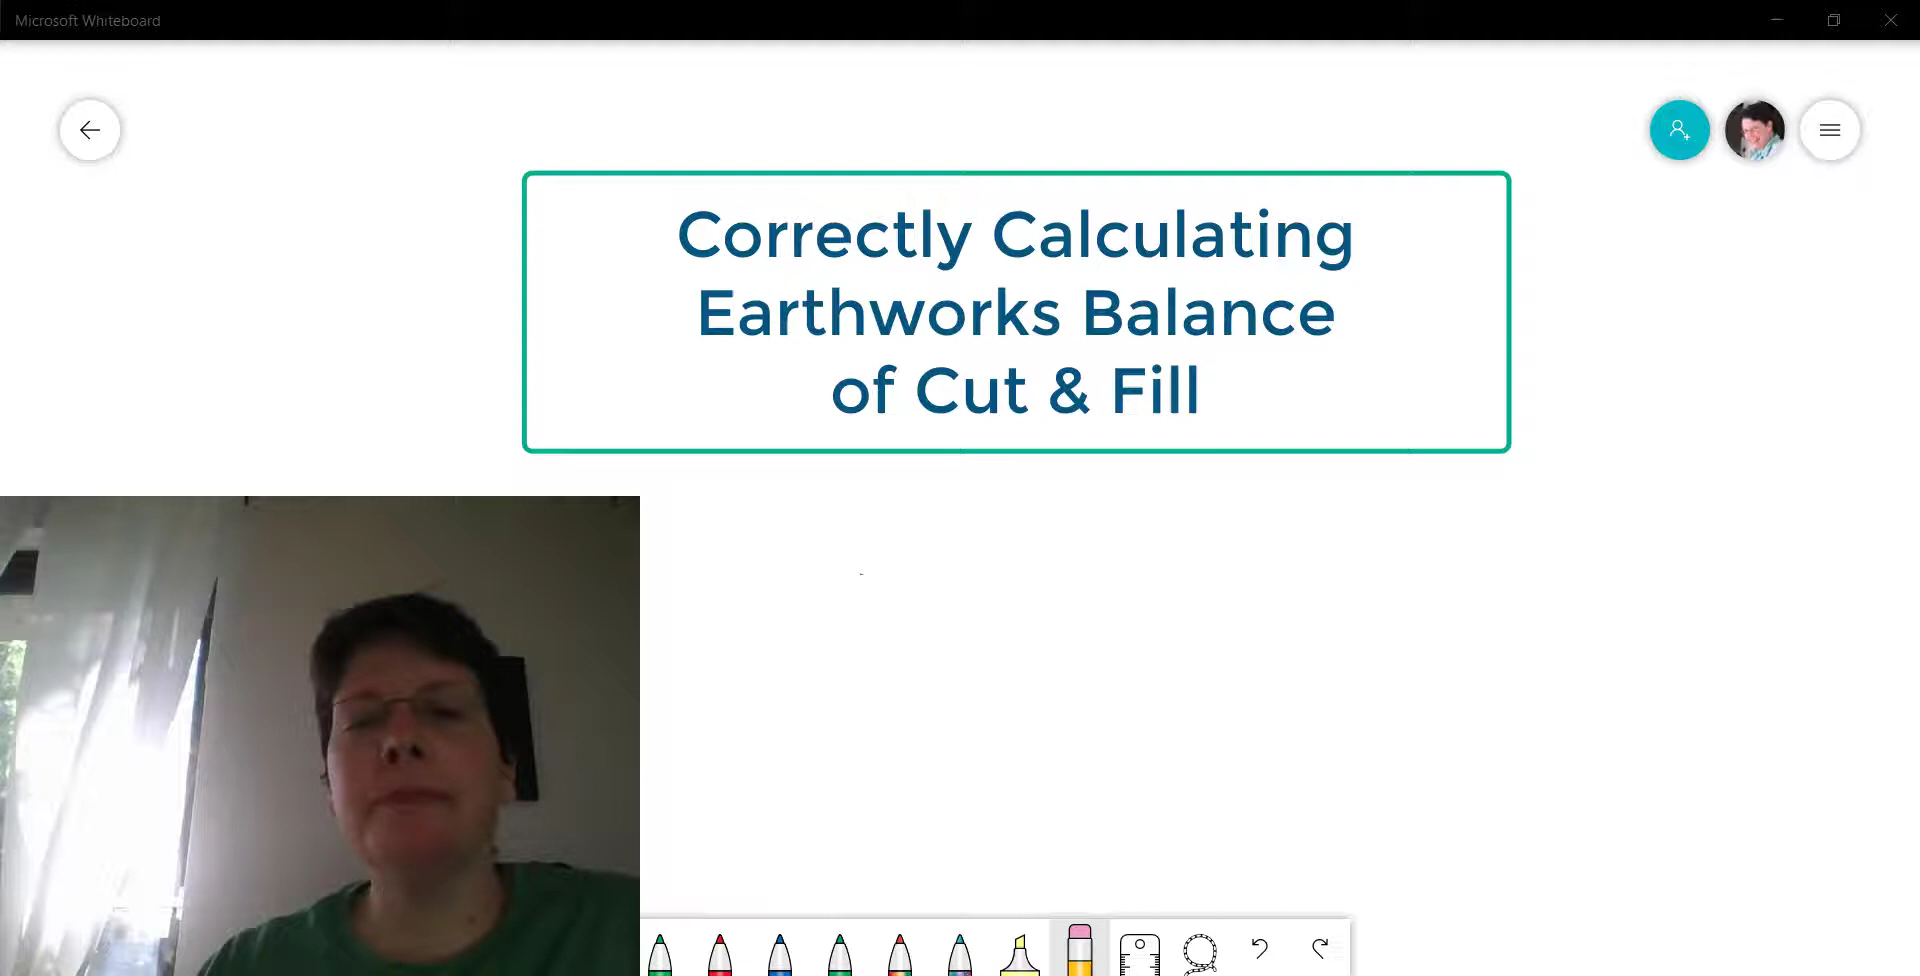 Microsoft Whiteboard
Correctly Calculating
Earthworks Balance
of Cut & Fill